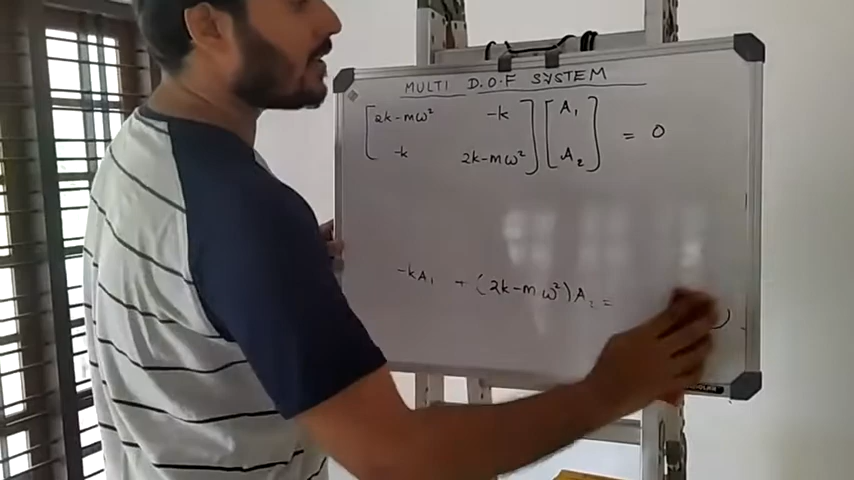 MULTI D.O.F SYSTEM
[2k-mω² -k] [A₁] = 0
[-k 2k-mω²] [A₂]
-kA₁ + (2k-mω²)A₂ =